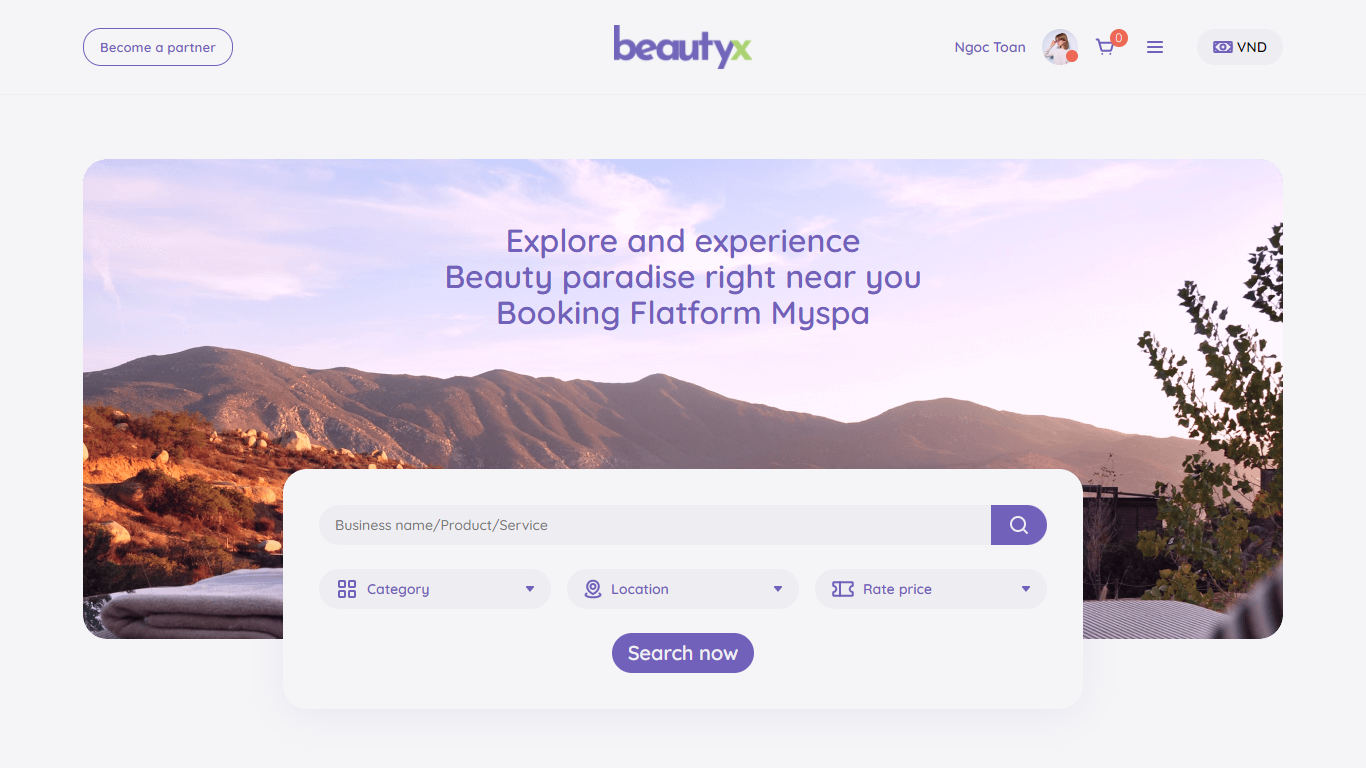 Become a partner
beautyx
Ngoc Toan
0
VND
Explore and experience
Beauty paradise right near you
Booking Flatform Myspa
Business name/Product/Service
Category
Location
Rate price
Search now